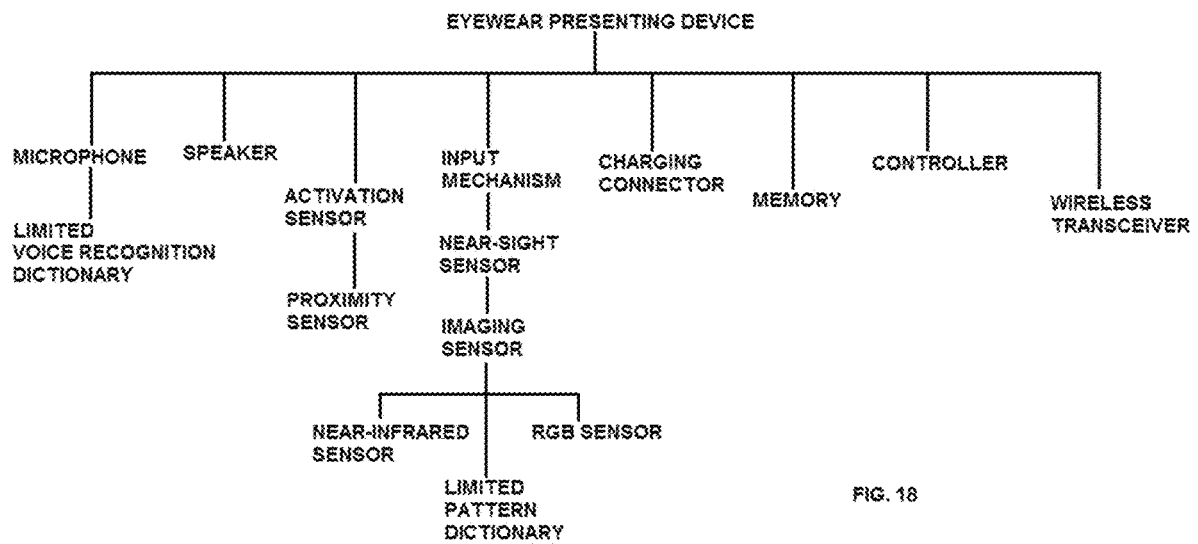 EYEWEAR PRESENTING DEVICE
MICROPHONE
LIMITED
VOICE RECOGNITION
DICTIONARY
SPEAKER
ACTIVATION
SENSOR
PROXIMITY
SENSOR
INPUT
MECHANISM
NEAR-SIGHT
SENSOR
IMAGING
SENSOR
NEAR-INFRARED
SENSOR
LIMITED
PATTERN
DICTIONARY
RGB SENSOR
CHARGING
CONNECTOR
MEMORY
CONTROLLER
WIRELESS
TRANSCEIVER
FIG. 18